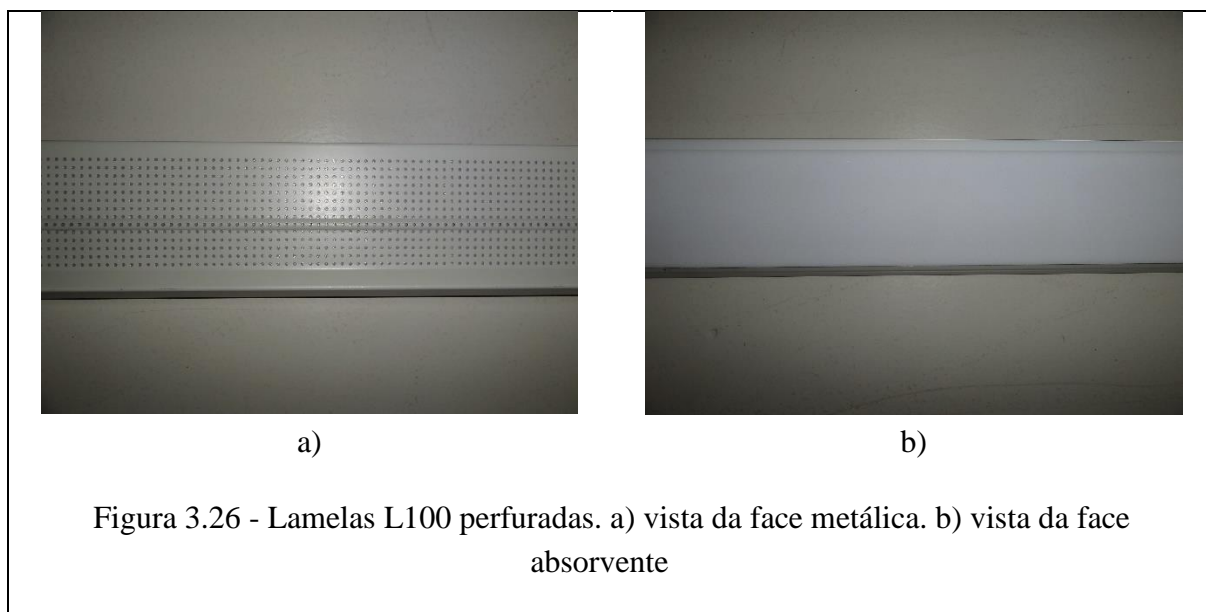 a)
b)
Figura 3.26 - Lamelas L100 perfuradas. a) vista da face metálica. b) vista da face
absorvente